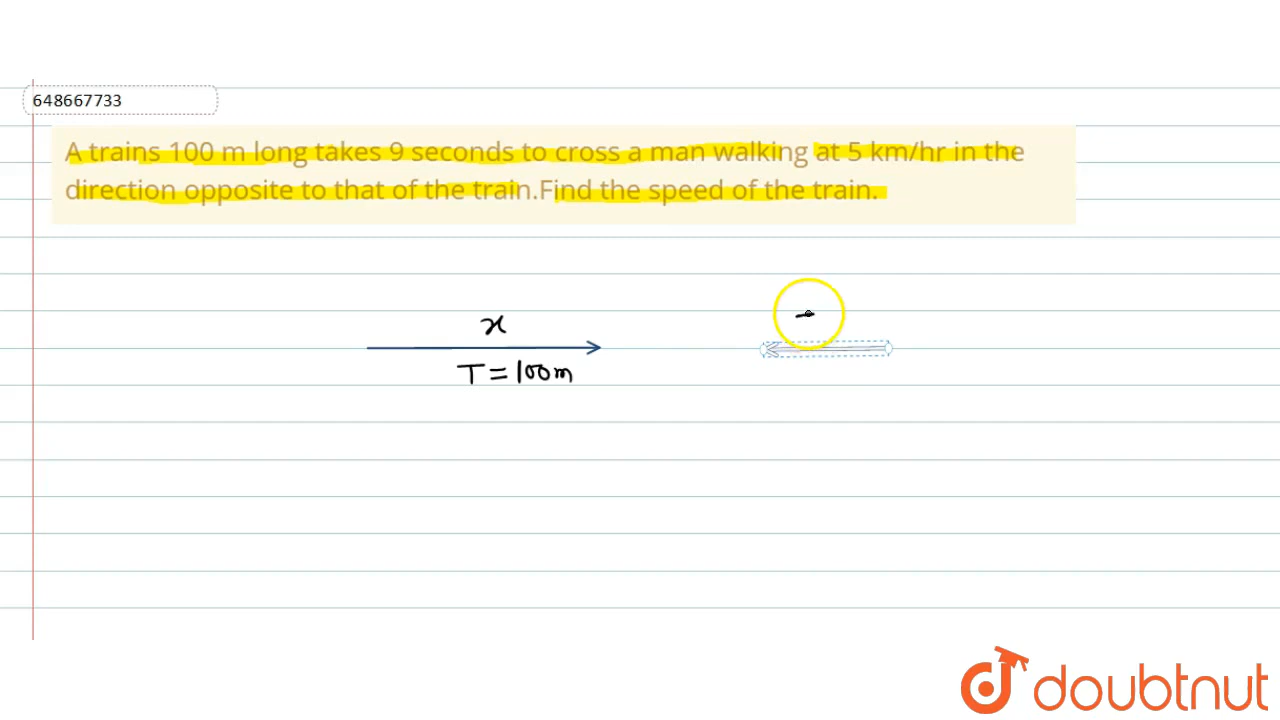 648667733
A trains 100 m long takes 9 seconds to cross a man walking at 5 km/hr in the
direction opposite to that of the train.Find the speed of the train.
x
T = 100m
doubtnut